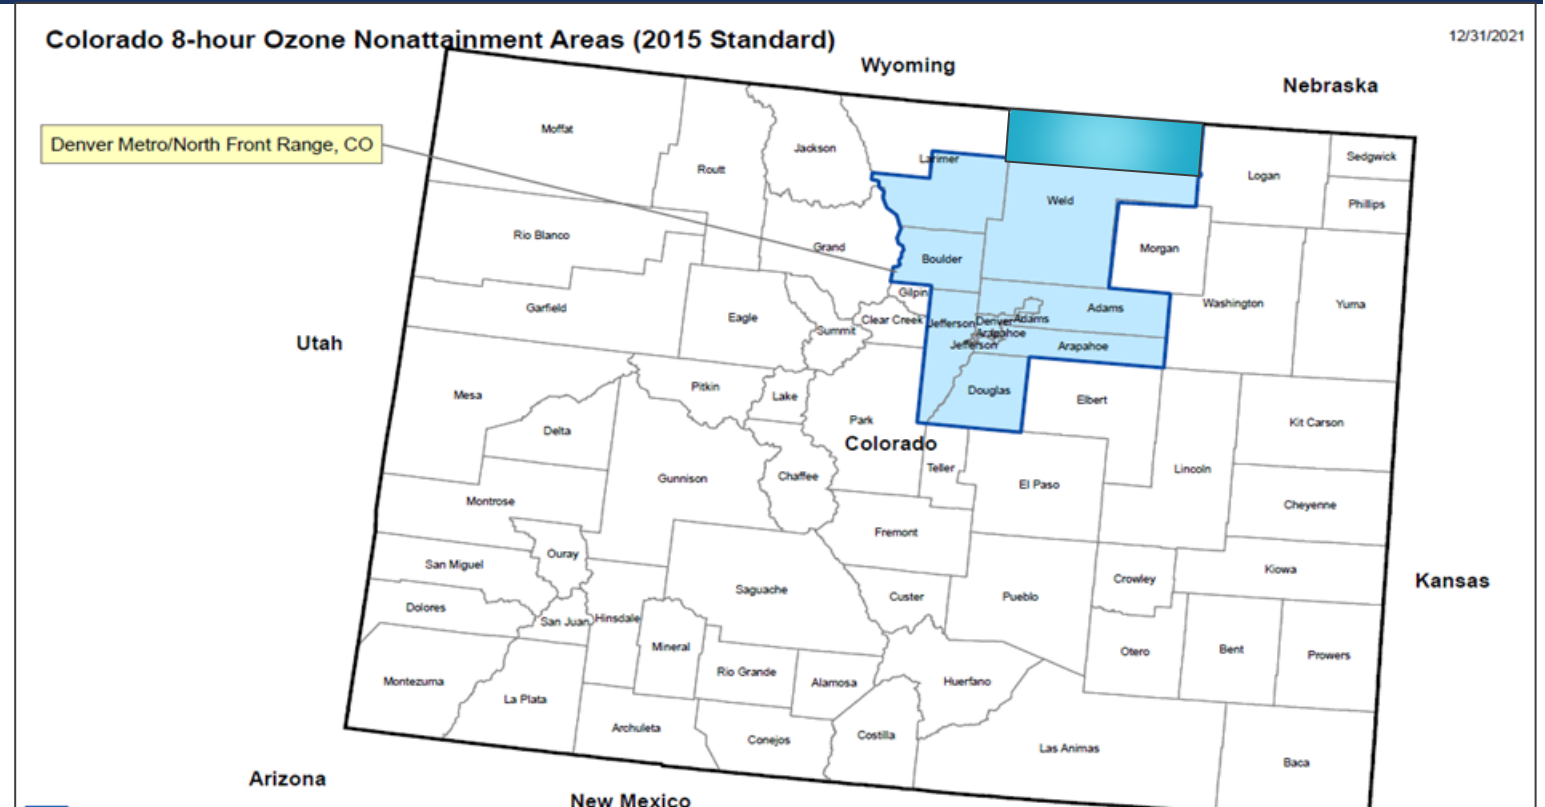 Colorado 8-hour Ozone Nonattainment Areas (2015 Standard)
12/31/2021
Wyoming
Nebraska
Denver Metro/North Front Range, CO
Moffat
Routt
Jackson
Larimer
Weld
Logan
Sedgwick
Phillips
Rio Blanco
Grand
Boulder
Morgan
Garfield
Eagle
Summit
Gilpin
Clear Creek
Jefferson
Denver
Adams
Adams
Arapahoe
Jefferson
Arapahoe
Washington
Yuma
Utah
Mesa
Pitkin
Lake
Park
Douglas
Elbert
Kit Carson
Delta
Colorado
Gunnison
Chaffee
Teller
El Paso
Lincoln
Cheyenne
Montrose
Fremont
Ouray
San Miguel
Saguache
Custer
Pueblo
Crowley
Kiowa
Kansas
Dolores
San Juan
Hinsdale
Mineral
Rio Grande
Alamosa
Huerfano
Otero
Bent
Prowers
Montezuma
La Plata
Archuleta
Conejos
Costilla
Las Animas
Baca
Arizona
New Mexico